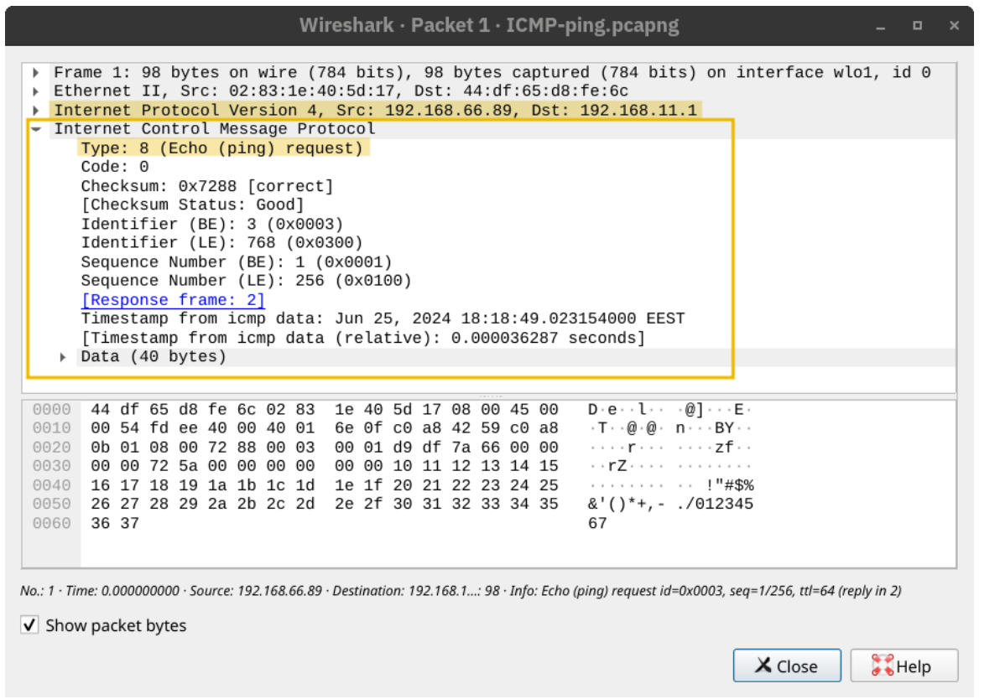 Wireshark · Packet 1 · ICMP-ping.pcapng
Frame 1: 98 bytes on wire (784 bits), 98 bytes captured (784 bits) on interface wlo1, id 0
Ethernet II, Src: 02:83:1e:40:5d:17, Dst: 44:df:65:d8:fe:6c
Internet Protocol Version 4, Src: 192.168.66.89, Dst: 192.168.11.1
Internet Control Message Protocol
Type: 8 (Echo (ping) request)
Code: 0
Checksum: 0x7288 [correct]
[Checksum Status: Good]
Identifier (BE): 3 (0x0003)
Identifier (LE): 768 (0x0300)
Sequence Number (BE): 1 (0x0001)
Sequence Number (LE): 256 (0x0100)
[Response frame: 2]
Timestamp from icmp data: Jun 25, 2024 18:18:49.023154000 EEST
[Timestamp from icmp data (relative): 0.000036287 seconds]
Data (40 bytes)
0000 44 df 65 d8 fe 6c 02 83 1e 40 5d 17 08 00 45 00 D·e··l·· ·@]···E·
0010 00 54 fd ee 40 00 40 01 6e 0f c0 a8 42 59 c0 a8 ·T··@·@· n···BY··
0020 0b 01 08 00 72 88 00 03 00 01 d9 df 7a 66 00 00 ····r··· ····zf··
0030 00 00 72 5a 00 00 00 00 00 00 10 11 12 13 14 15 ··rZ···· ········
0040 16 17 18 19 1a 1b 1c 1d 1e 1f 20 21 22 23 24 25 ········ ·· !"#$%
0050 26 27 28 29 2a 2b 2c 2d 2e 2f 30 31 32 33 34 35 &'()*+,- ./012345
0060 36 37 67
No.: 1 · Time: 0.000000000 · Source: 192.168.66.89 · Destination: 192.168.1…: 98 · Info: Echo (ping) request id=0x0003, seq=1/256, ttl=64 (reply in 2)
Show packet bytes
Close
Help